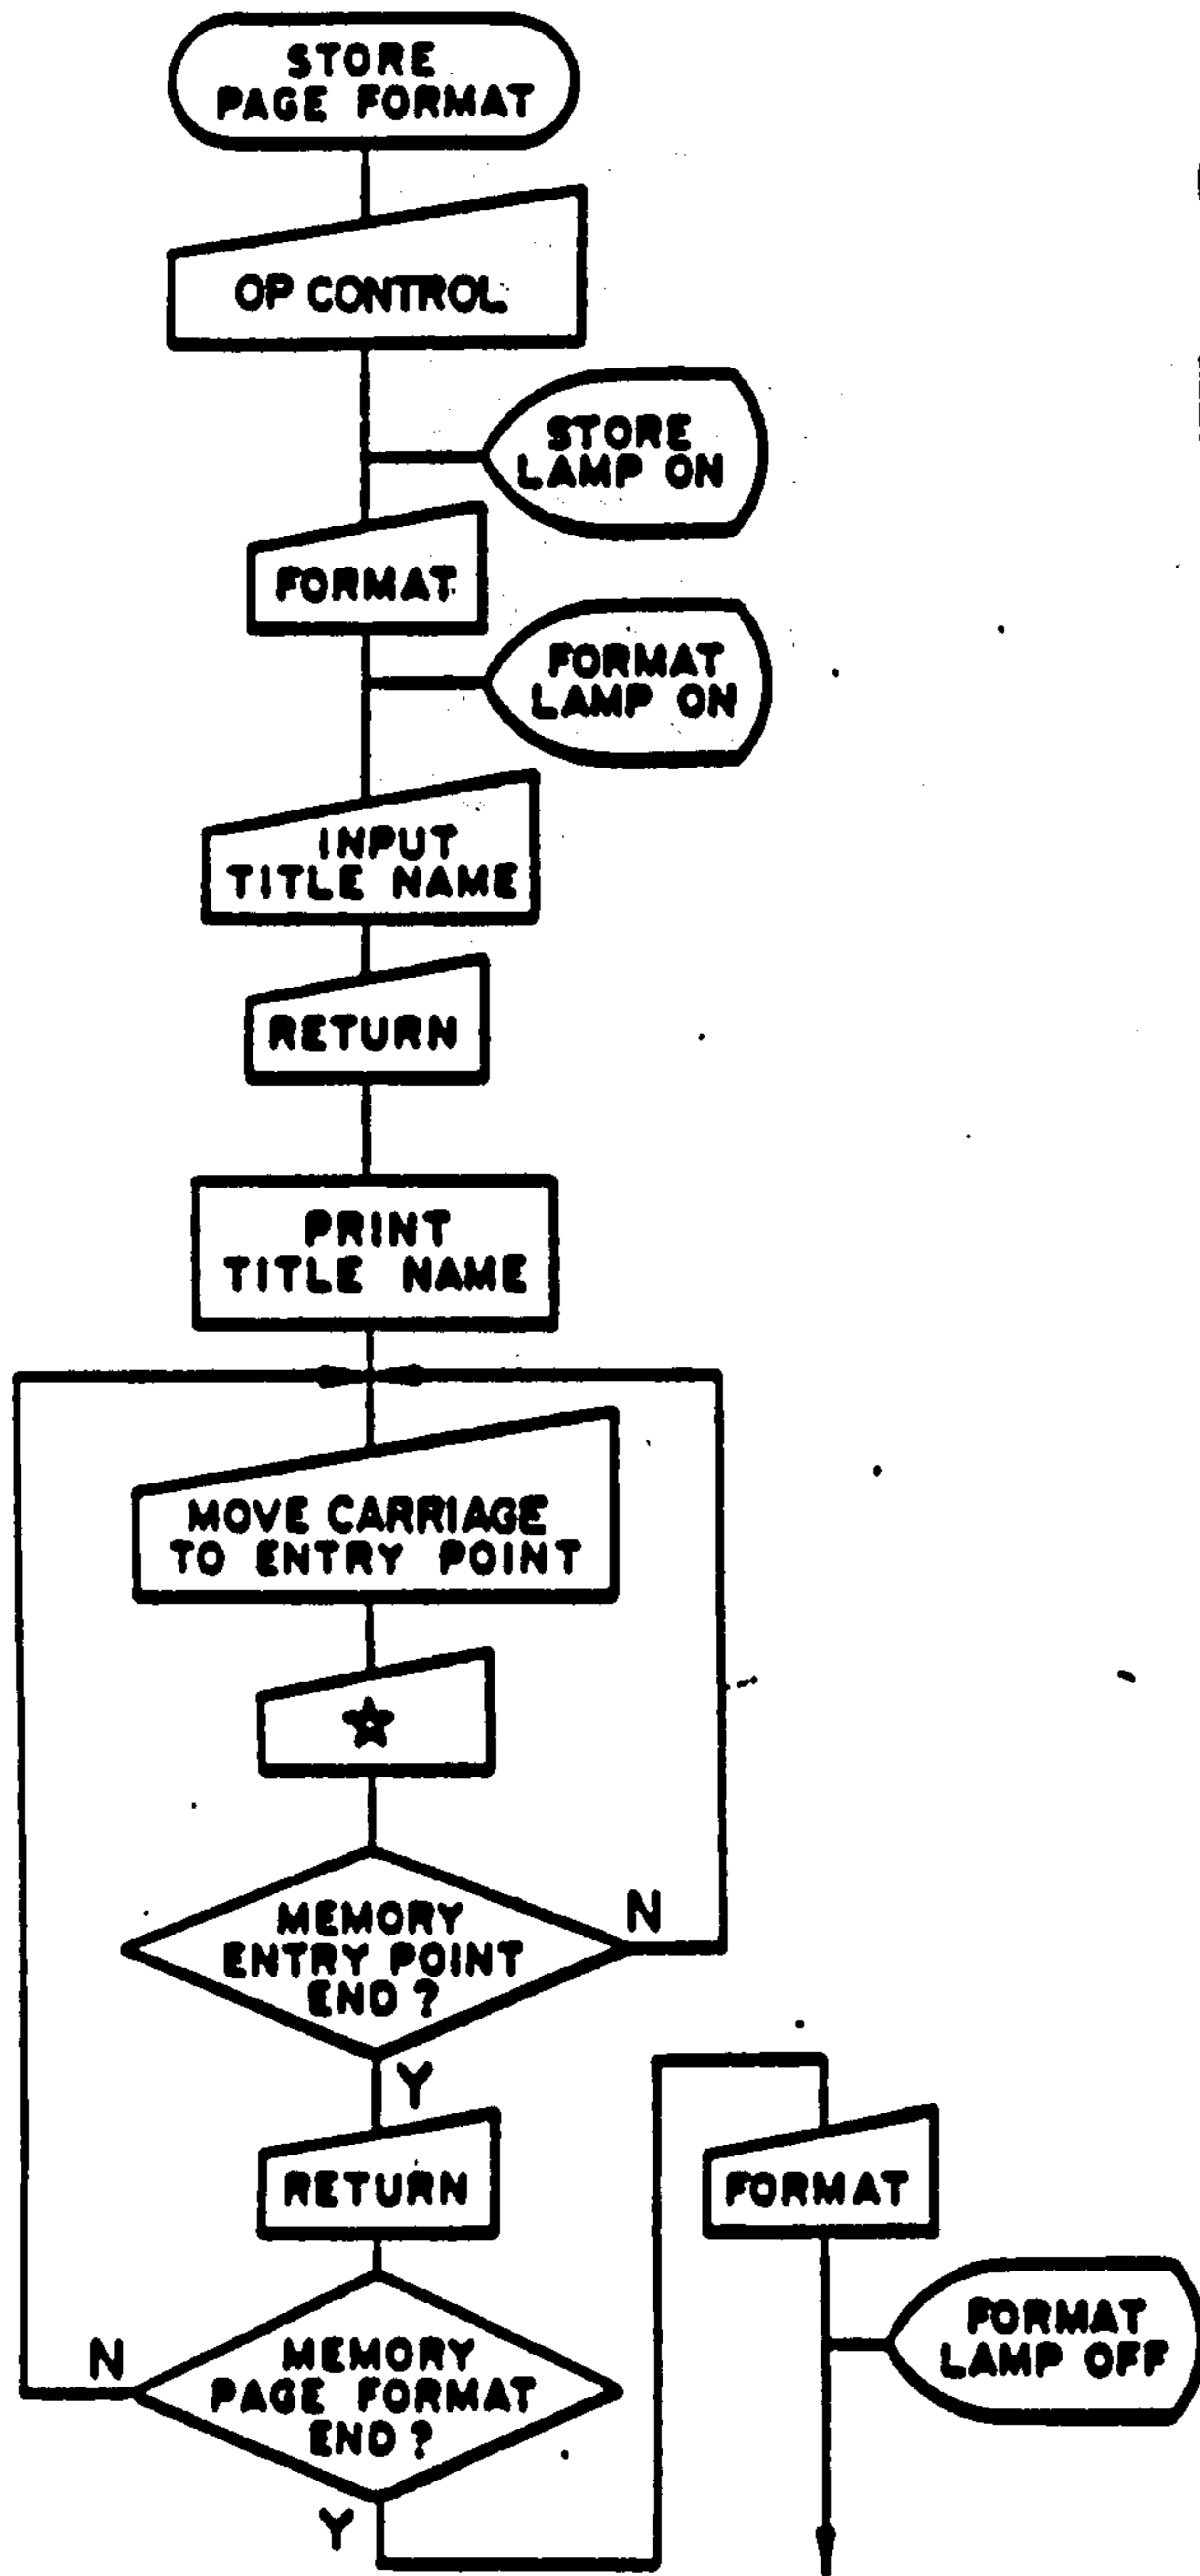 STORE
PAGE FORMAT
OP CONTROL
STORE
LAMP ON
FORMAT
FORMAT
LAMP ON
INPUT
TITLE NAME
RETURN
PRINT
TITLE NAME
MOVE CARRIAGE
TO ENTRY POINT
☆
MEMORY
ENTRY POINT
END ?
N
Y
RETURN
MEMORY
PAGE FORMAT
END ?
N
Y
FORMAT
FORMAT
LAMP OFF